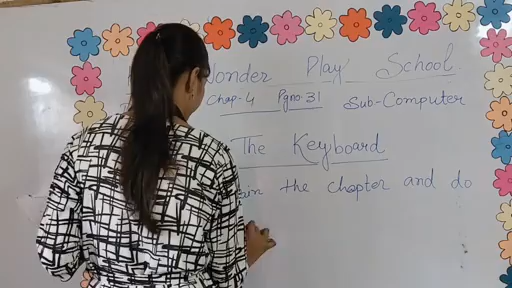 Wonder Play School
Chap-4 Pgno.31 Sub-Computer
The Keyboard
the chapter and do